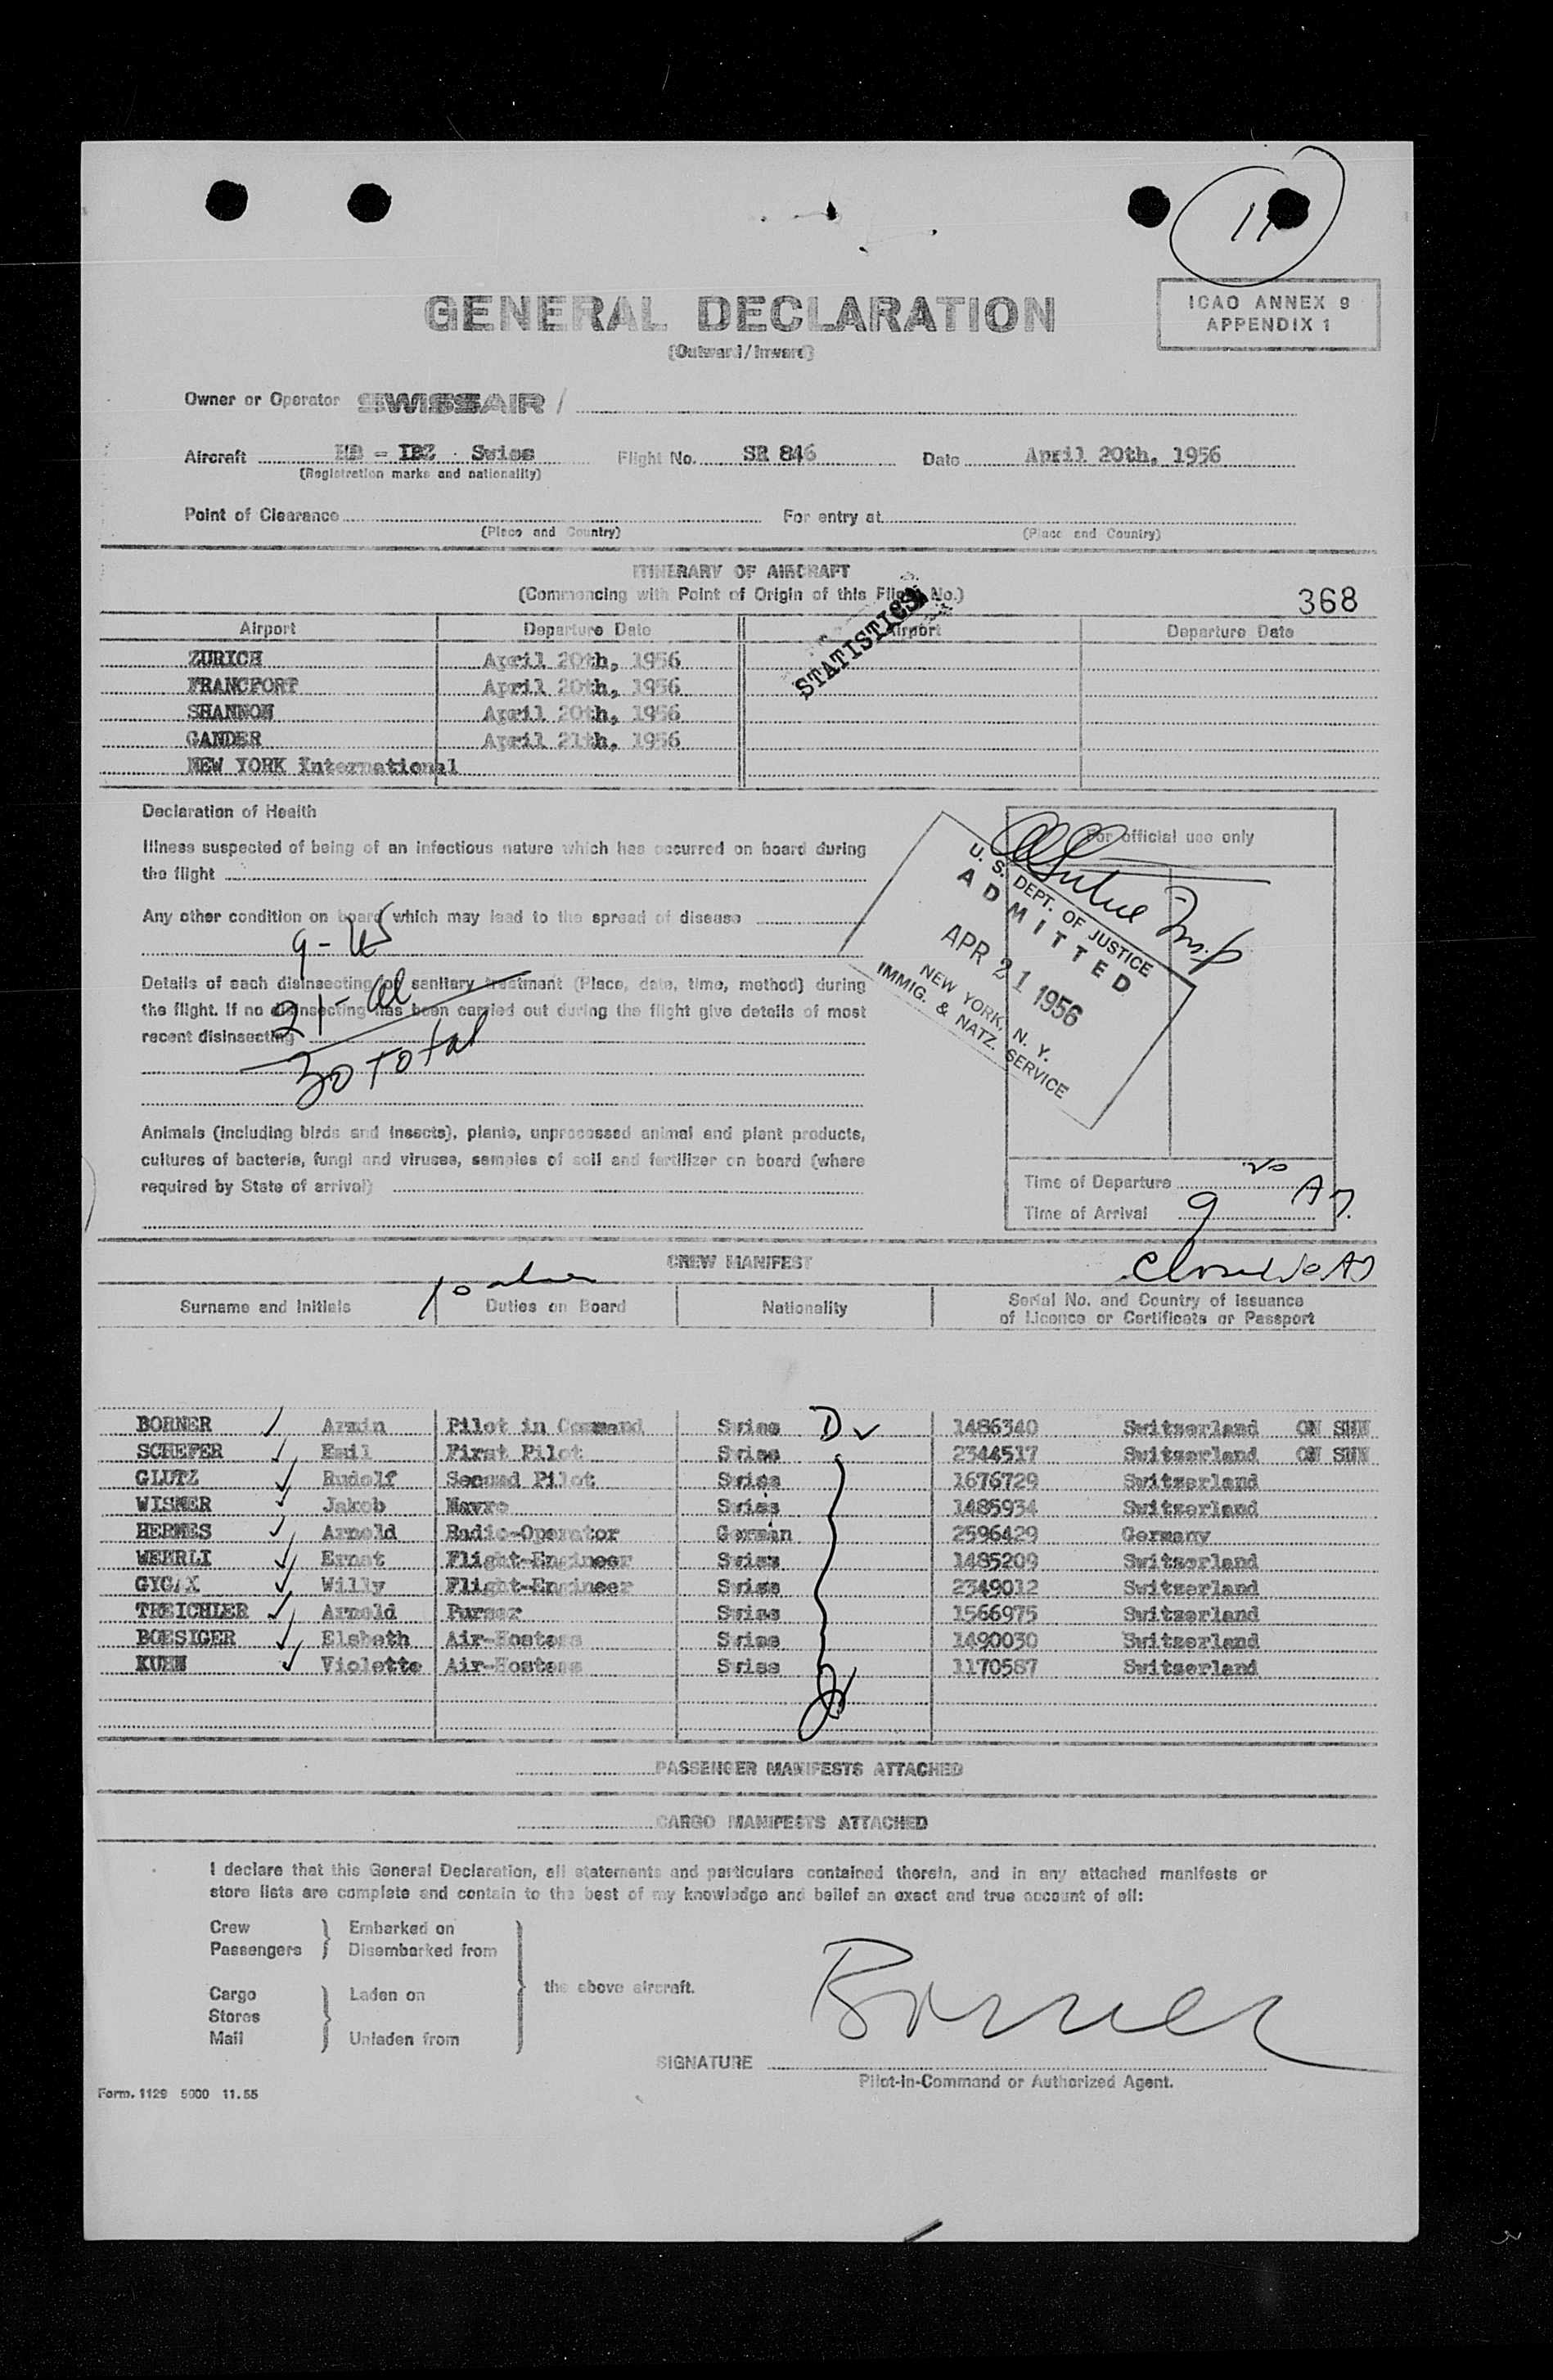 11
GENERAL DECLARATION
(Outward/Inward)
ICAO ANNEX 9
APPENDIX 1
Owner or Operator SWISSAIR /
Aircraft HB - IBZ Swiss Flight No. SR 846 Date April 20th, 1956
(Registration marks and nationality)
Point of Clearance For entry at
(Place and Country) (Place and Country)
ITINERARY OF AIRCRAFT
(Commencing with Point of Origin of this Flight No.)
368
STATISTICS
Airport Departure Date Airport Departure Date
ZURICH April 20th, 1956
FRANCFORT April 20th, 1956
SHANNON April 20th, 1956
GANDER April 21th, 1956
NEW YORK International
Declaration of Health
Illness suspected of being of an infectious nature which has occurred on board during
the flight
Any other condition on board which may lead to the spread of disease
9 - US
Details of each disinsecting or sanitary treatment (Place, date, time, method) during
the flight. If no disinsecting has been carried out during the flight give details of most
recent disinsecting
21 - al
30 total
Animals (including birds and insects), plants, unprocessed animal and plant products,
cultures of bacteria, fungi and viruses, samples of soil and fertilizer on board (where
required by State of arrival)
For official use only
U. S. DEPT. OF JUSTICE
ADMITTED
APR 21 1956
NEW YORK, N. Y.
IMMIG. & NATZ. SERVICE
Time of Departure
Time of Arrival 9
CREW MANIFEST
10
Surname and Initials Duties on Board Nationality Serial No. and Country of issuance
of Licence or Certificate or Passport
BORNER Armin Pilot in Command Swiss D 1486340 Switzerland ON SHN
SCHEFER Emil First Pilot Swiss 2344517 Switzerland ON SHN
GLUTZ Rudolf Second Pilot Swiss 1676729 Switzerland
WISMER Jakob Navro Swiss 1485934 Switzerland
HERMES Arnold Radio-Operator German 2596429 Germany
WEHRLI Ernst Flight-Engineer Swiss 1485209 Switzerland
GYGAX Willy Flight-Engineer Swiss 2349012 Switzerland
TREICHLER Arnold Purser Swiss 1566975 Switzerland
BOESIGER Elsbeth Air-Hostess Swiss 1490030 Switzerland
KUHN Violette Air-Hostess Swiss 1170587 Switzerland
PASSENGER MANIFESTS ATTACHED
CARGO MANIFESTS ATTACHED
I declare that this General Declaration, all statements and particulars contained therein, and in any attached manifests or
store lists are complete and contain to the best of my knowledge and belief an exact and true account of all:
Crew Embarked on
Passengers Disembarked from
the above aircraft.
Cargo Laden on
Stores
Mail Unladen from
Borner
SIGNATURE
Pilot-in-Command or Authorized Agent.
Form. 1129 5000 11.55